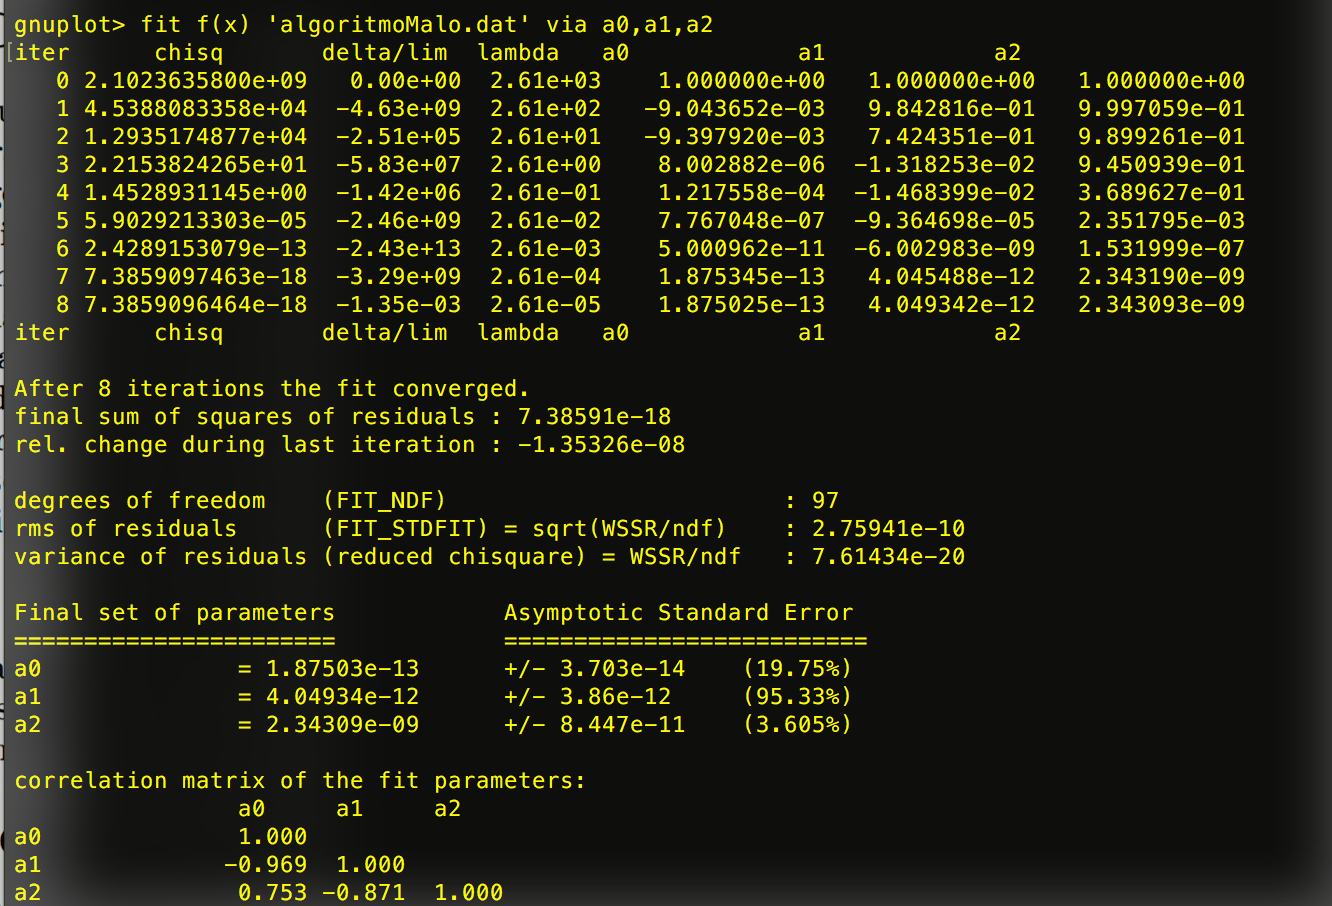 gnuplot> fit f(x) 'algoritmoMalo.dat' via a0,a1,a2
iter      chisq       delta/lim  lambda   a0            a1            a2
   0 2.1023635800e+09   0.00e+00  2.61e+03    1.000000e+00   1.000000e+00   1.000000e+00
   1 4.5388083358e+04  -4.63e+09  2.61e+02   -9.043652e-03   9.842816e-01   9.997059e-01
   2 1.2935174877e+04  -2.51e+05  2.61e+01   -9.397920e-03   7.424351e-01   9.899261e-01
   3 2.2153824265e+01  -5.83e+07  2.61e+00    8.002882e-06  -1.318253e-02   9.450939e-01
   4 1.4528931145e+00  -1.42e+06  2.61e-01    1.217558e-04  -1.468399e-02   3.689627e-01
   5 5.9029213303e-05  -2.46e+09  2.61e-02    7.767048e-07  -9.364698e-05   2.351795e-03
   6 2.4289153079e-13  -2.43e+13  2.61e-03    5.000962e-11  -6.002983e-09   1.531999e-07
   7 7.3859097463e-18  -3.29e+09  2.61e-04    1.875345e-13   4.045488e-12   2.343190e-09
   8 7.3859096464e-18  -1.35e-03  2.61e-05    1.875025e-13   4.049342e-12   2.343093e-09
iter      chisq       delta/lim  lambda   a0            a1            a2
After 8 iterations the fit converged.
final sum of squares of residuals : 7.38591e-18
rel. change during last iteration : -1.35326e-08
degrees of freedom    (FIT_NDF)                        : 97
rms of residuals      (FIT_STDFIT) = sqrt(WSSR/ndf)    : 2.75941e-10
variance of residuals (reduced chisquare) = WSSR/ndf   : 7.61434e-20
Final set of parameters            Asymptotic Standard Error
=======================            ==========================
a0              = 1.87503e-13      +/- 3.703e-14    (19.75%)
a1              = 4.04934e-12      +/- 3.86e-12     (95.33%)
a2              = 2.34309e-09      +/- 8.447e-11    (3.605%)
correlation matrix of the fit parameters:
                a0     a1     a2
a0              1.000
a1             -0.969  1.000
a2              0.753 -0.871  1.000